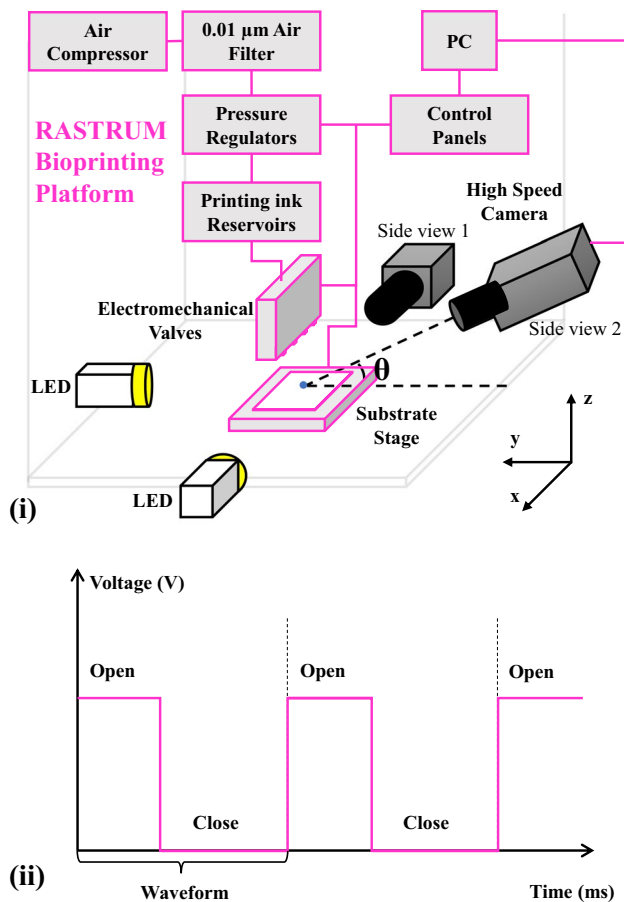 Air
Compressor
0.01 µm Air
Filter
PC
RASTRUM
Bioprinting
Platform
Pressure
Regulators
Control
Panels
Printing ink
Reservoirs
High Speed
Camera
Side view 1
Electromechanical
Valves
Side view 2
LED
θ
Substrate
Stage
z
y
x
LED
(i)
Voltage (V)
Open
Open
Open
Close
Close
(ii)
Waveform
Time (ms)